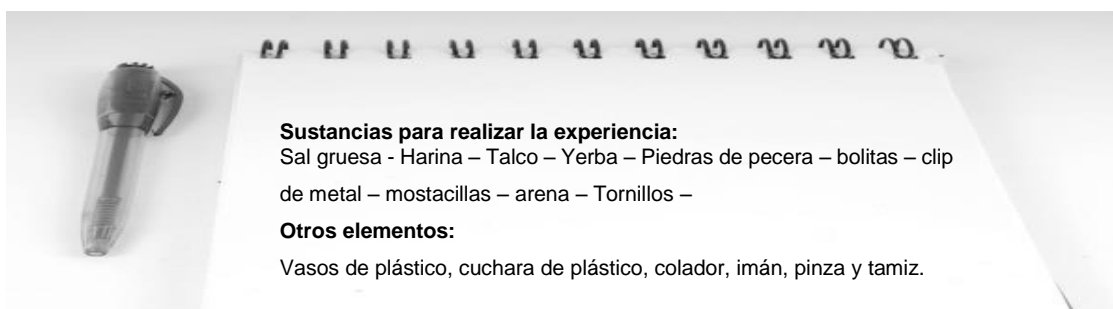 Sustancias para realizar la experiencia:
Sal gruesa - Harina – Talco – Yerba – Piedras de pecera – bolitas – clip
de metal – mostacillas – arena – Tornillos –
Otros elementos:
Vasos de plástico, cuchara de plástico, colador, imán, pinza y tamiz.